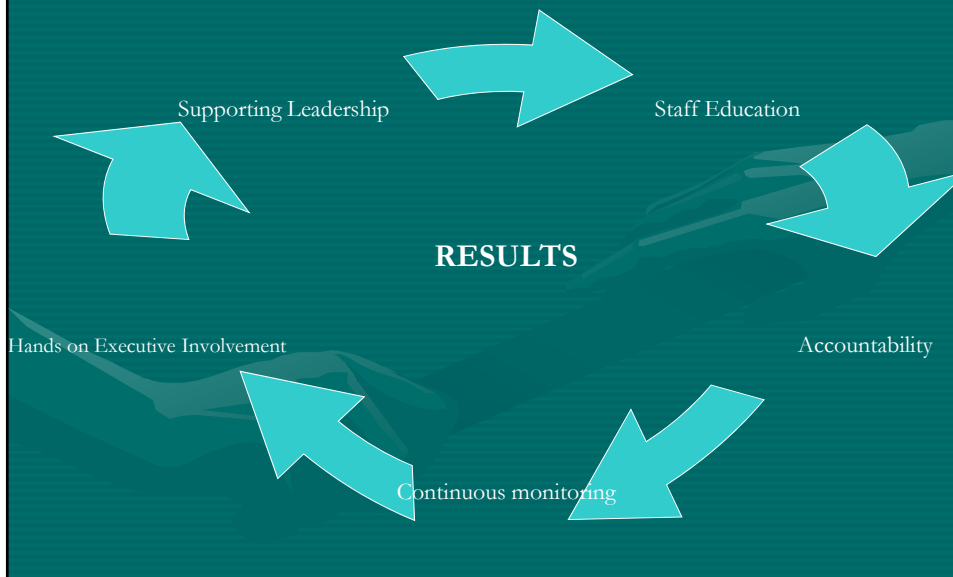 Supporting Leadership
Staff Education
RESULTS
Hands on Executive Involvement
Accountability
Continuous monitoring